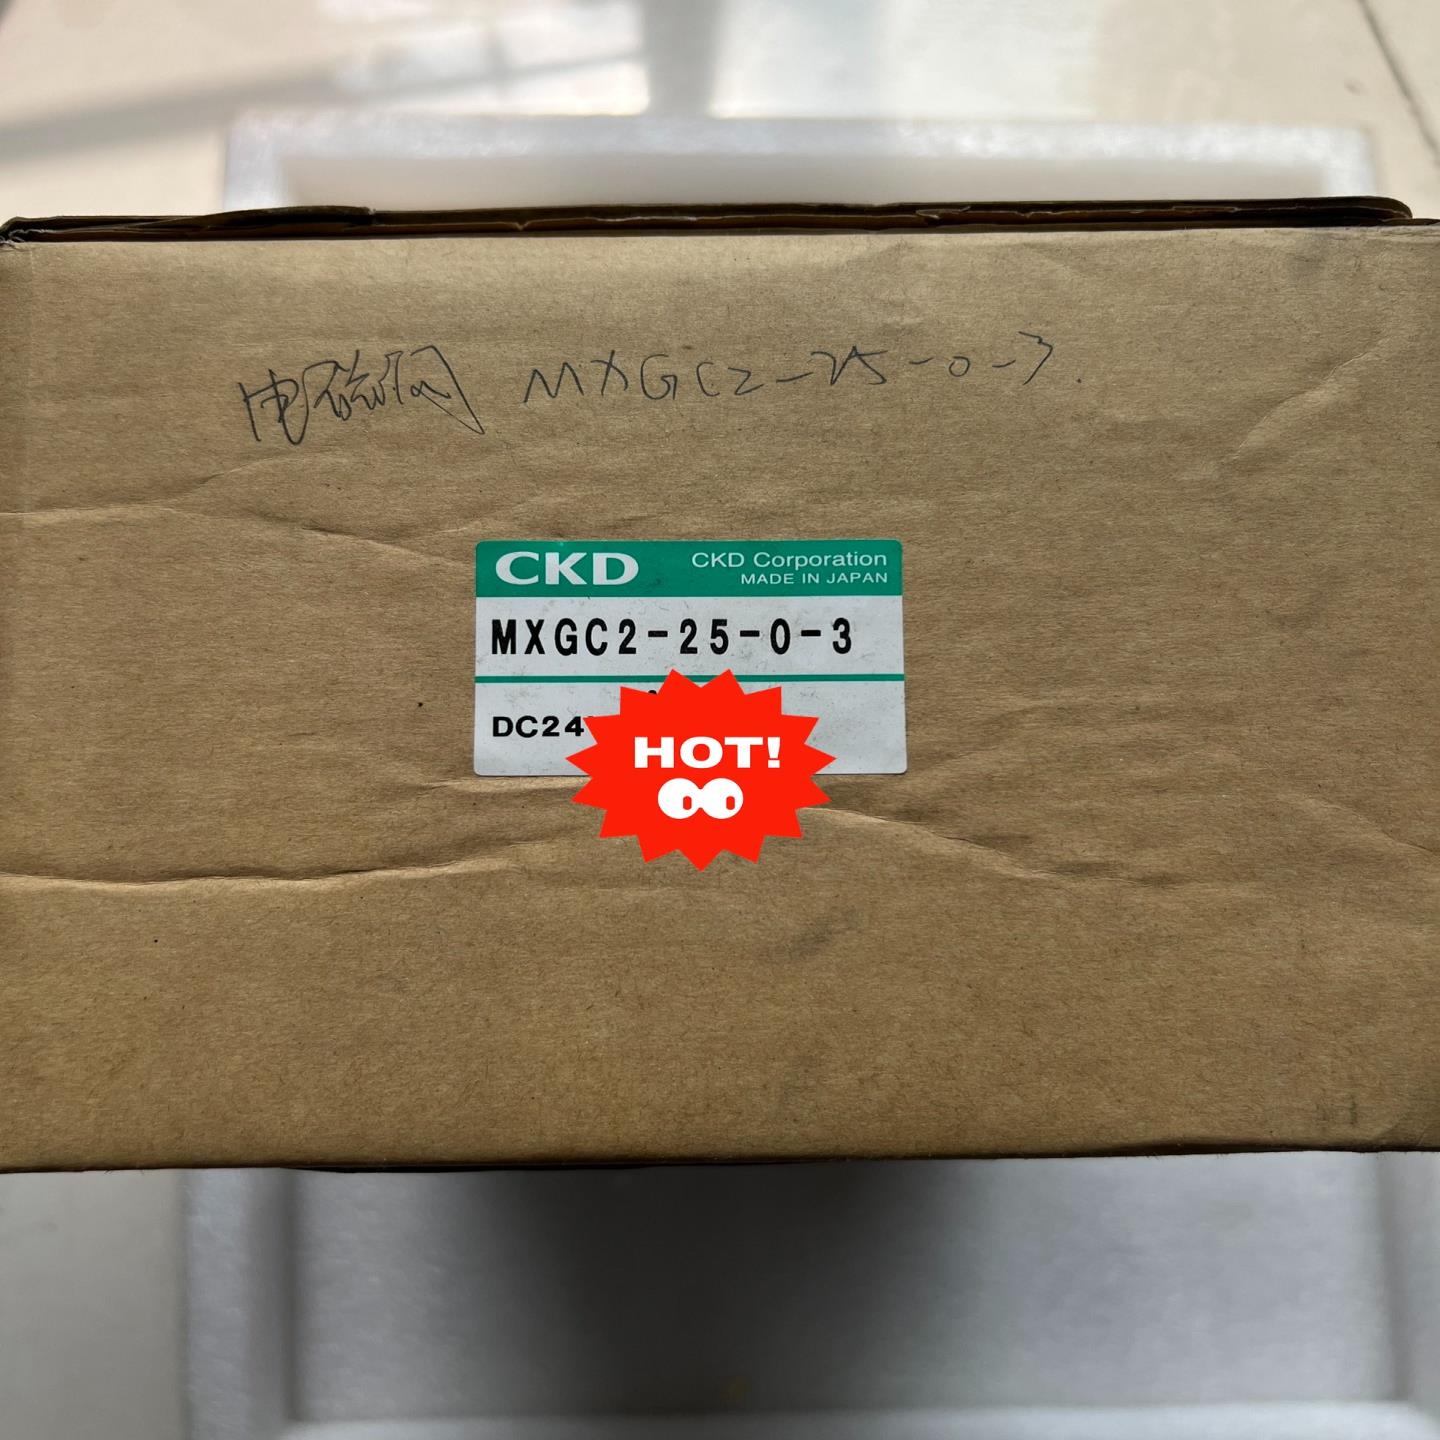 电磁阀 MXGC2-25-0-3.
CKD CKD Corporation
MADE IN JAPAN
MXGC2-25-0-3
DC24
HOT!